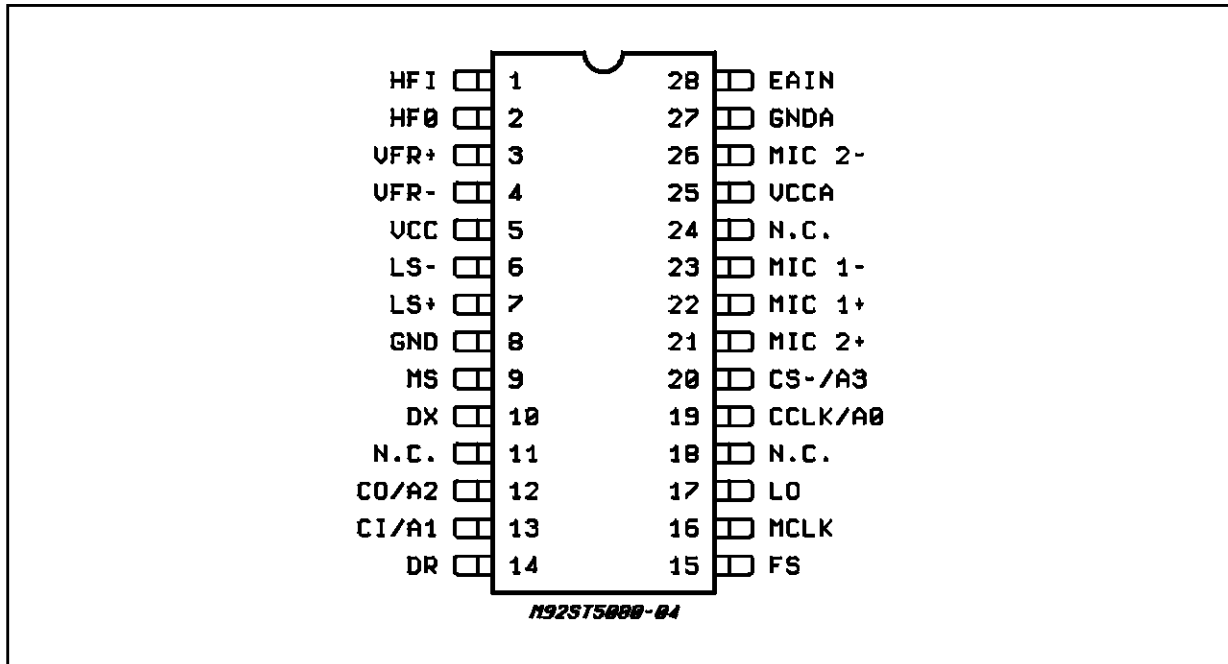 HFI 1 28 EAIN
HF0 2 27 GNDA
VFR+ 3 26 MIC 2-
VFR- 4 25 VCCA
VCC 5 24 N.C.
LS- 6 23 MIC 1-
LS+ 7 22 MIC 1+
GND 8 21 MIC 2+
MS 9 20 CS-/A3
DX 10 19 CCLK/A0
N.C. 11 18 N.C.
CO/A2 12 17 LO
CI/A1 13 16 MCLK
DR 14 15 FS
M92ST5080-04